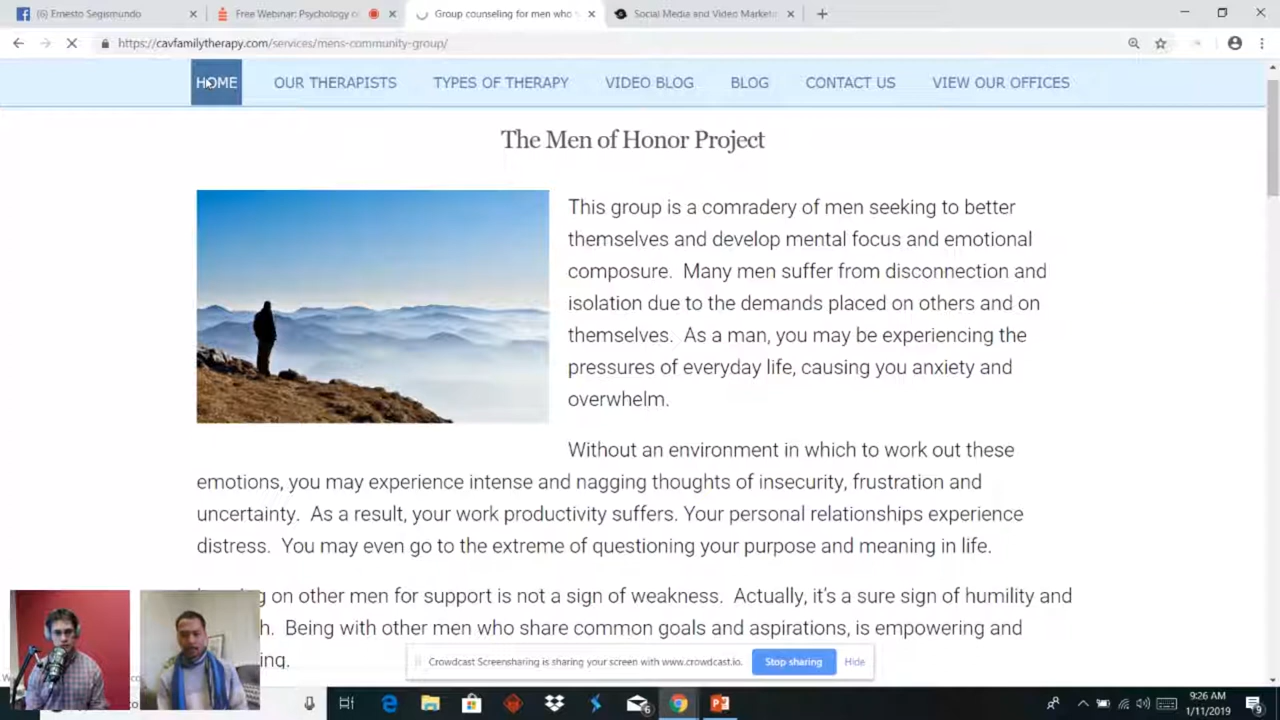 (6) Ernesto Segismundo
Free Webinar: Psychology o
Group counseling for men who
Social Media and Video Market
https://cavfamilytherapy.com/services/mens-community-group/
HOME OUR THERAPISTS TYPES OF THERAPY VIDEO BLOG BLOG CONTACT US VIEW OUR OFFICES
The Men of Honor Project
This group is a comradery of men seeking to better
themselves and develop mental focus and emotional
composure. Many men suffer from disconnection and
isolation due to the demands placed on others and on
themselves. As a man, you may be experiencing the
pressures of everyday life, causing you anxiety and
overwhelm.
Without an environment in which to work out these
emotions, you may experience intense and nagging thoughts of insecurity, frustration and
uncertainty. As a result, your work productivity suffers. Your personal relationships experience
distress. You may even go to the extreme of questioning your purpose and meaning in life.
on other men for support is not a sign of weakness. Actually, it's a sure sign of humility and
Being with other men who share common goals and aspirations, is empowering and
Crowdcast Screensharing is sharing your screen with www.crowdcast.io. Stop sharing Hide
6
9:26 AM
1/11/2019
9